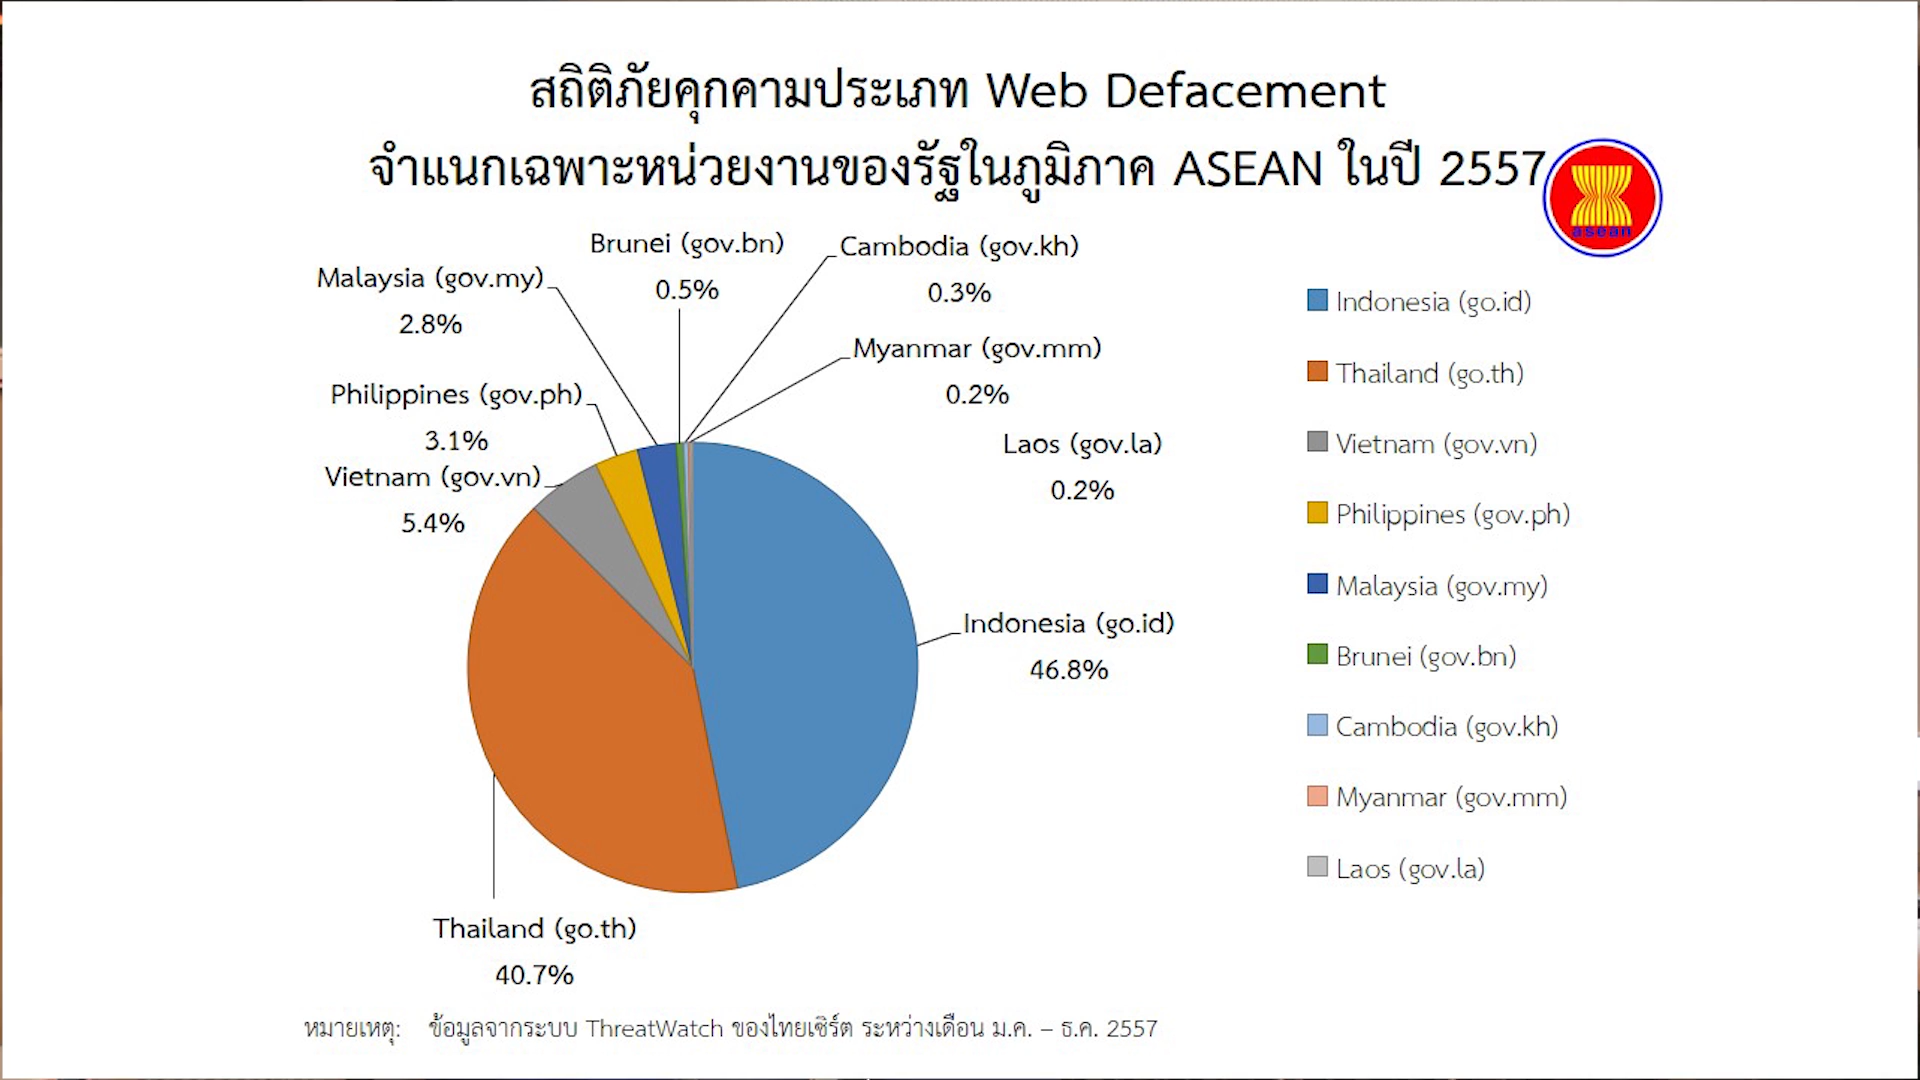 สถิติภัยคุกคามประเภท Web Defacement
จำแนกเฉพาะหน่วยงานของรัฐในภูมิภาค ASEAN ในปี 2557
asean
Brunei (gov.bn)
0.5%
Cambodia (gov.kh)
0.3%
Malaysia (gov.my)
2.8%
Myanmar (gov.mm)
0.2%
Philippines (gov.ph)
3.1%
Laos (gov.la)
0.2%
Vietnam (gov.vn)
5.4%
Indonesia (go.id)
46.8%
Thailand (go.th)
40.7%
Indonesia (go.id)
Thailand (go.th)
Vietnam (gov.vn)
Philippines (gov.ph)
Malaysia (gov.my)
Brunei (gov.bn)
Cambodia (gov.kh)
Myanmar (gov.mm)
Laos (gov.la)
หมายเหตุ: ข้อมูลจากระบบ ThreatWatch ของไทยเซิร์ต ระหว่างเดือน ม.ค. – ธ.ค. 2557